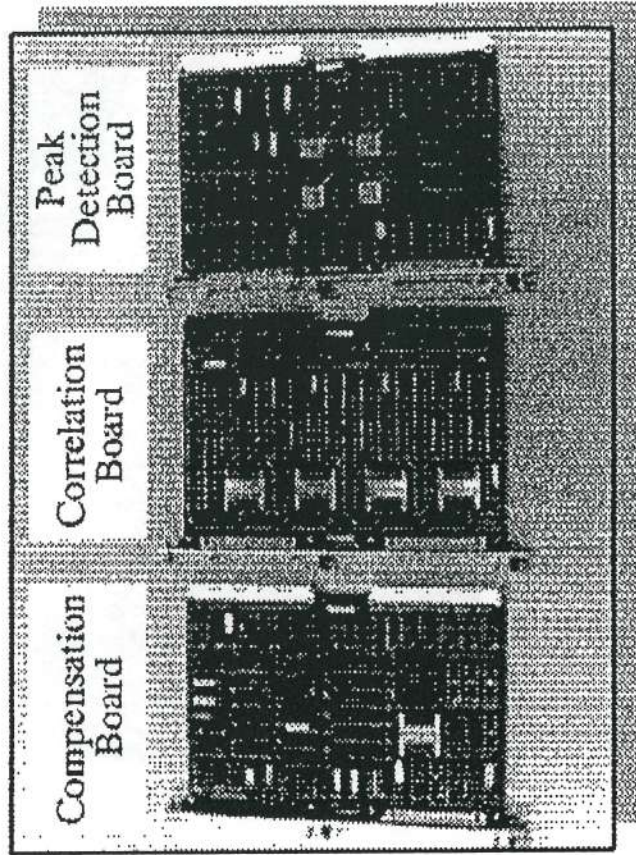 Compensation
Board
Correlation
Board
Peak
Detection
Board